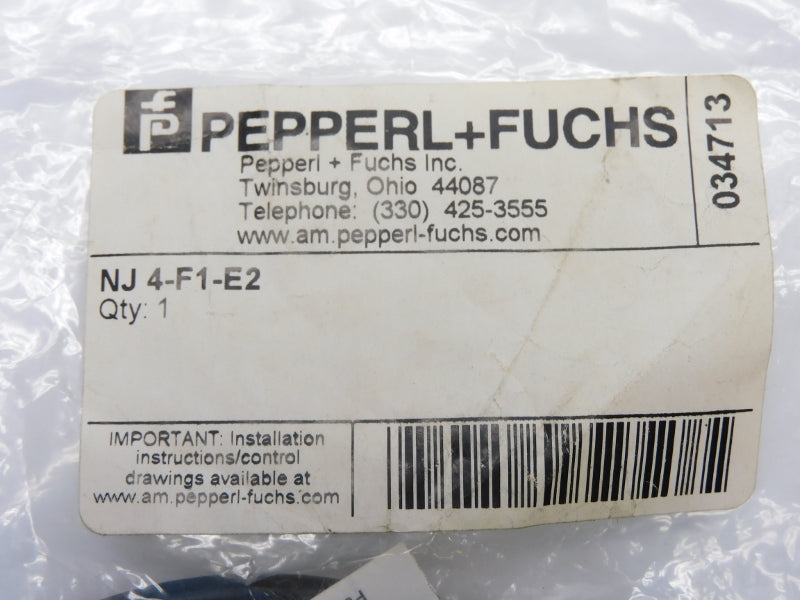 PEPPERL+FUCHS
Pepperl + Fuchs Inc.
Twinsburg, Ohio 44087
Telephone: (330) 425-3555
www.am.pepperl-fuchs.com
034713
NJ 4-F1-E2
Qty: 1
IMPORTANT: Installation
instructions/control
drawings available at
www.am.pepperl-fuchs.com